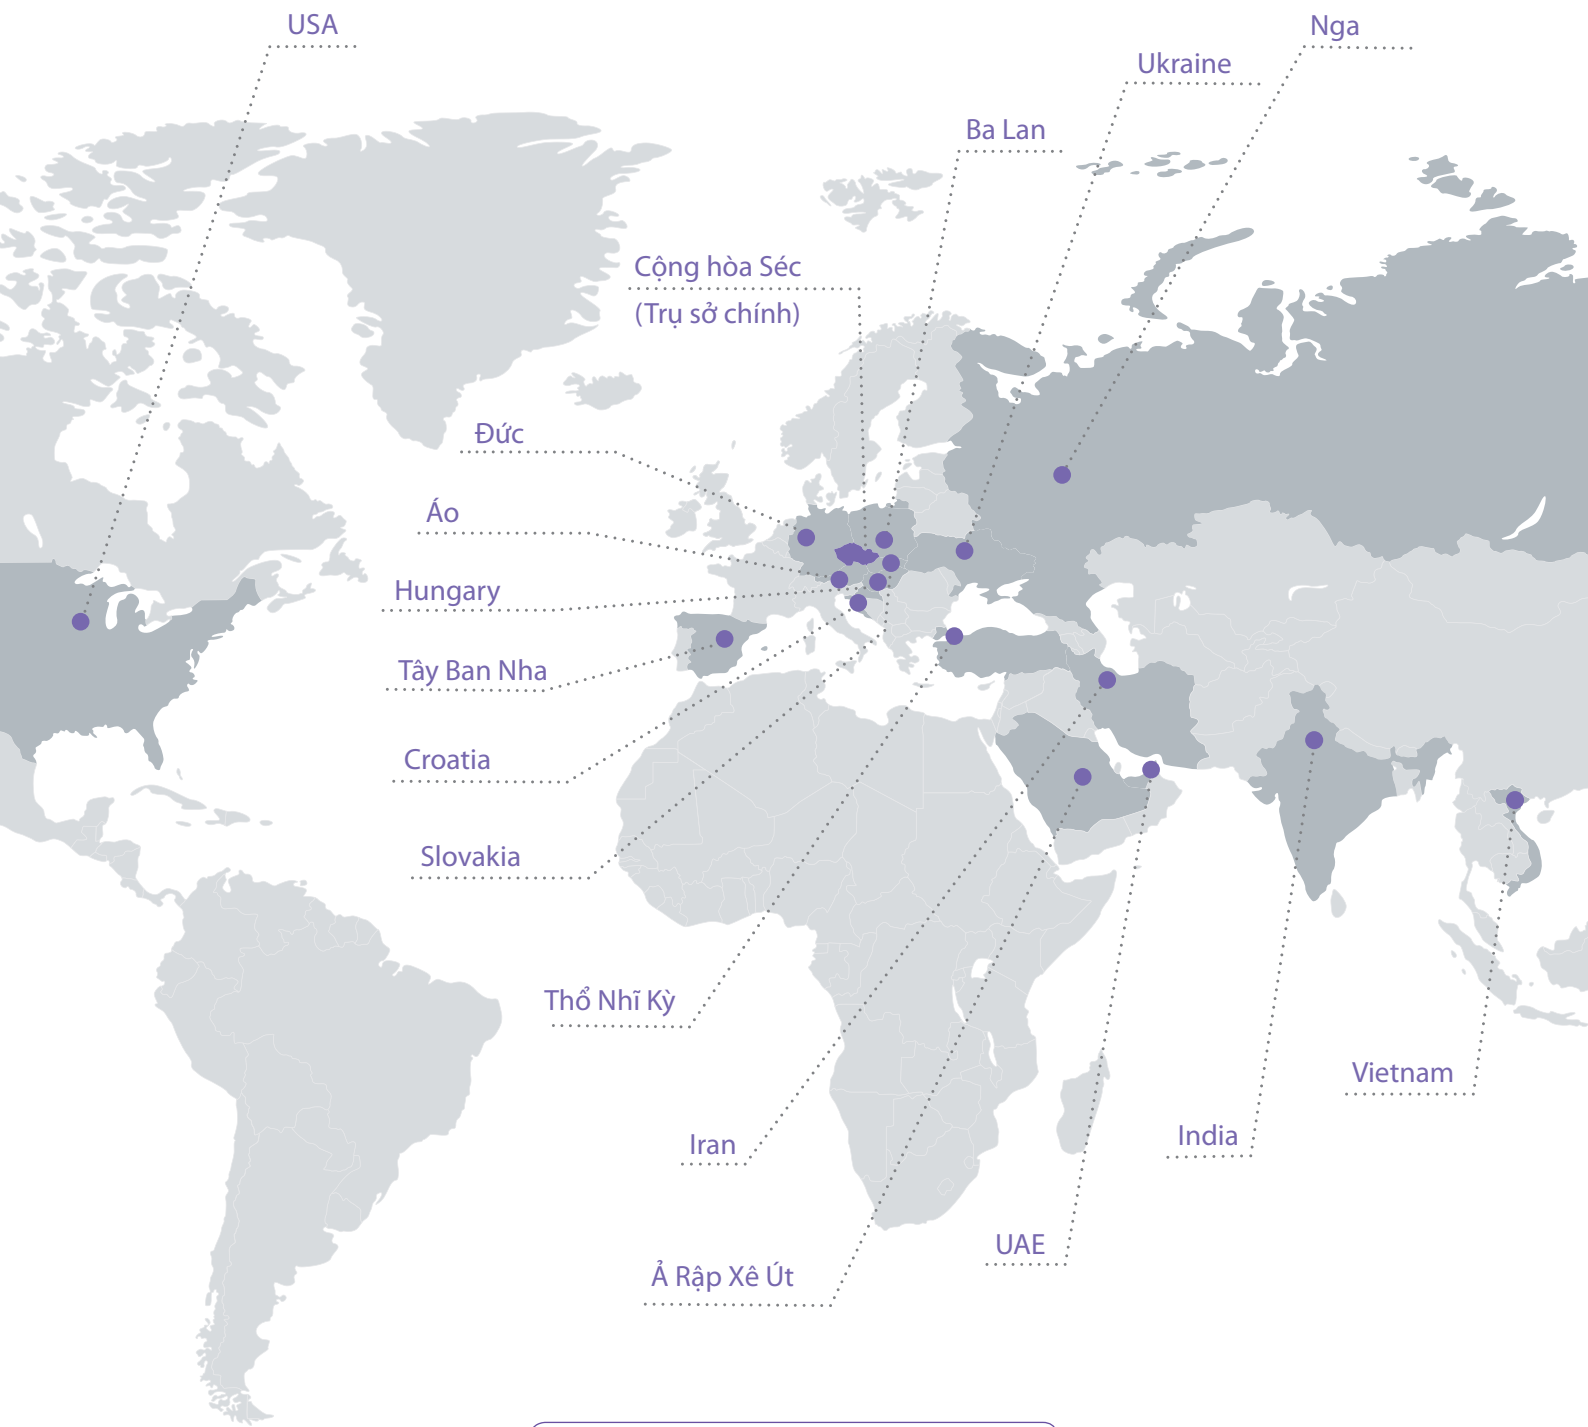 USA
Nga
Ukraine
Ba Lan
Cộng hòa Séc
(Trụ sở chính)
Đức
Áo
Hungary
Tây Ban Nha
Croatia
Slovakia
Thổ Nhĩ Kỳ
Vietnam
India
Iran
UAE
Ả Rập Xê Út